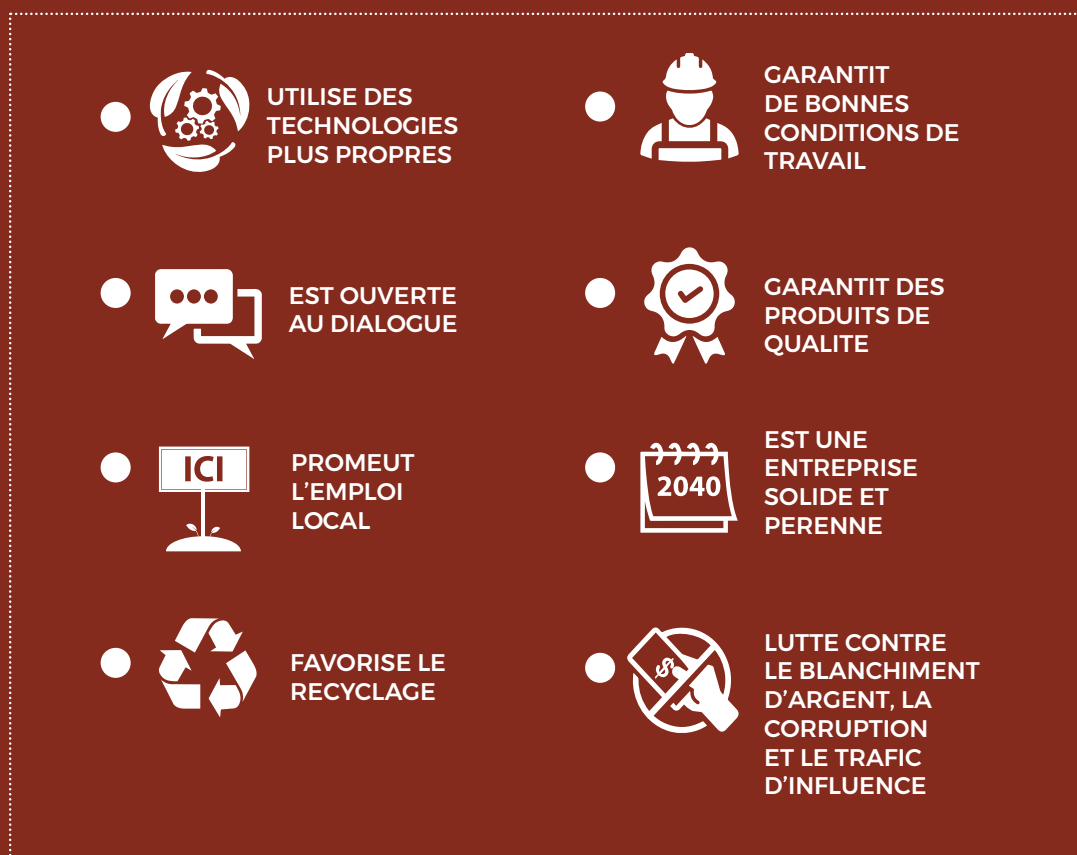 UTILISE DES
TECHNOLOGIES
PLUS PROPRES
GARANTIT
DE BONNES
CONDITIONS DE
TRAVAIL
EST OUVERTE
AU DIALOGUE
GARANTIT DES
PRODUITS DE
QUALITE
ICI
PROMEUT
L’EMPLOI
LOCAL
2040
EST UNE
ENTREPRISE
SOLIDE ET
PERENNE
FAVORISE LE
RECYCLAGE
$
LUTTE CONTRE
LE BLANCHIMENT
D’ARGENT, LA
CORRUPTION
ET LE TRAFIC
D’INFLUENCE